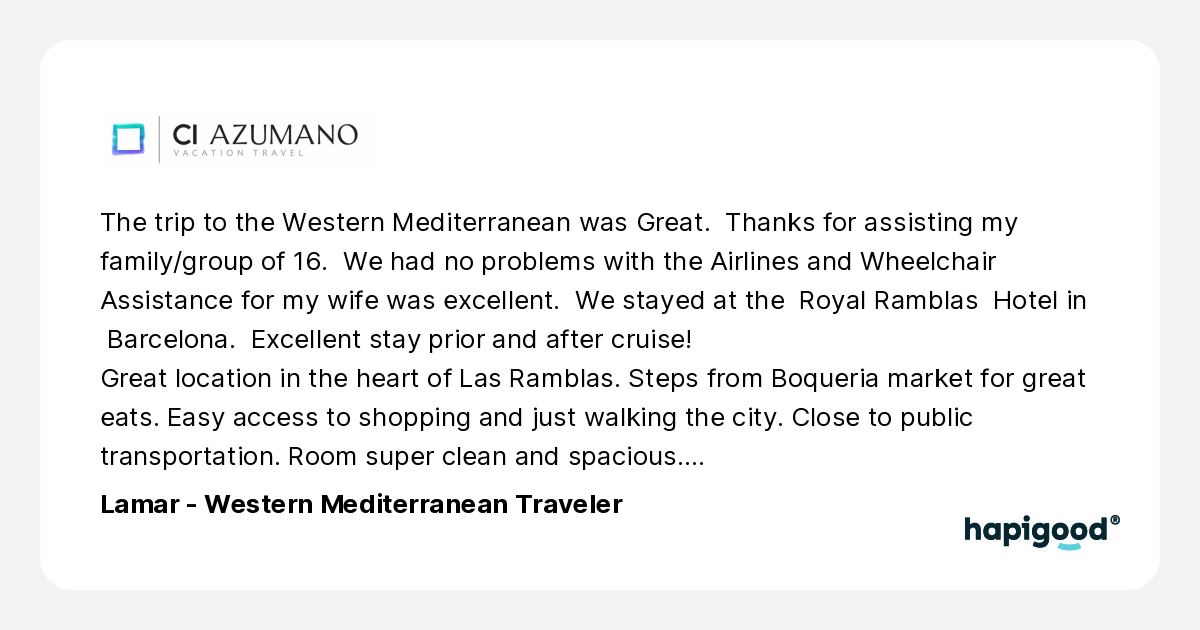 CI AZUMANO
VACATION TRAVEL
The trip to the Western Mediterranean was Great.  Thanks for assisting my
family/group of 16.  We had no problems with the Airlines and Wheelchair
Assistance for my wife was excellent.  We stayed at the  Royal Ramblas  Hotel in
 Barcelona.  Excellent stay prior and after cruise!
Great location in the heart of Las Ramblas. Steps from Boqueria market for great
eats. Easy access to shopping and just walking the city. Close to public
transportation. Room super clean and spacious....
Lamar - Western Mediterranean Traveler
hapigood®